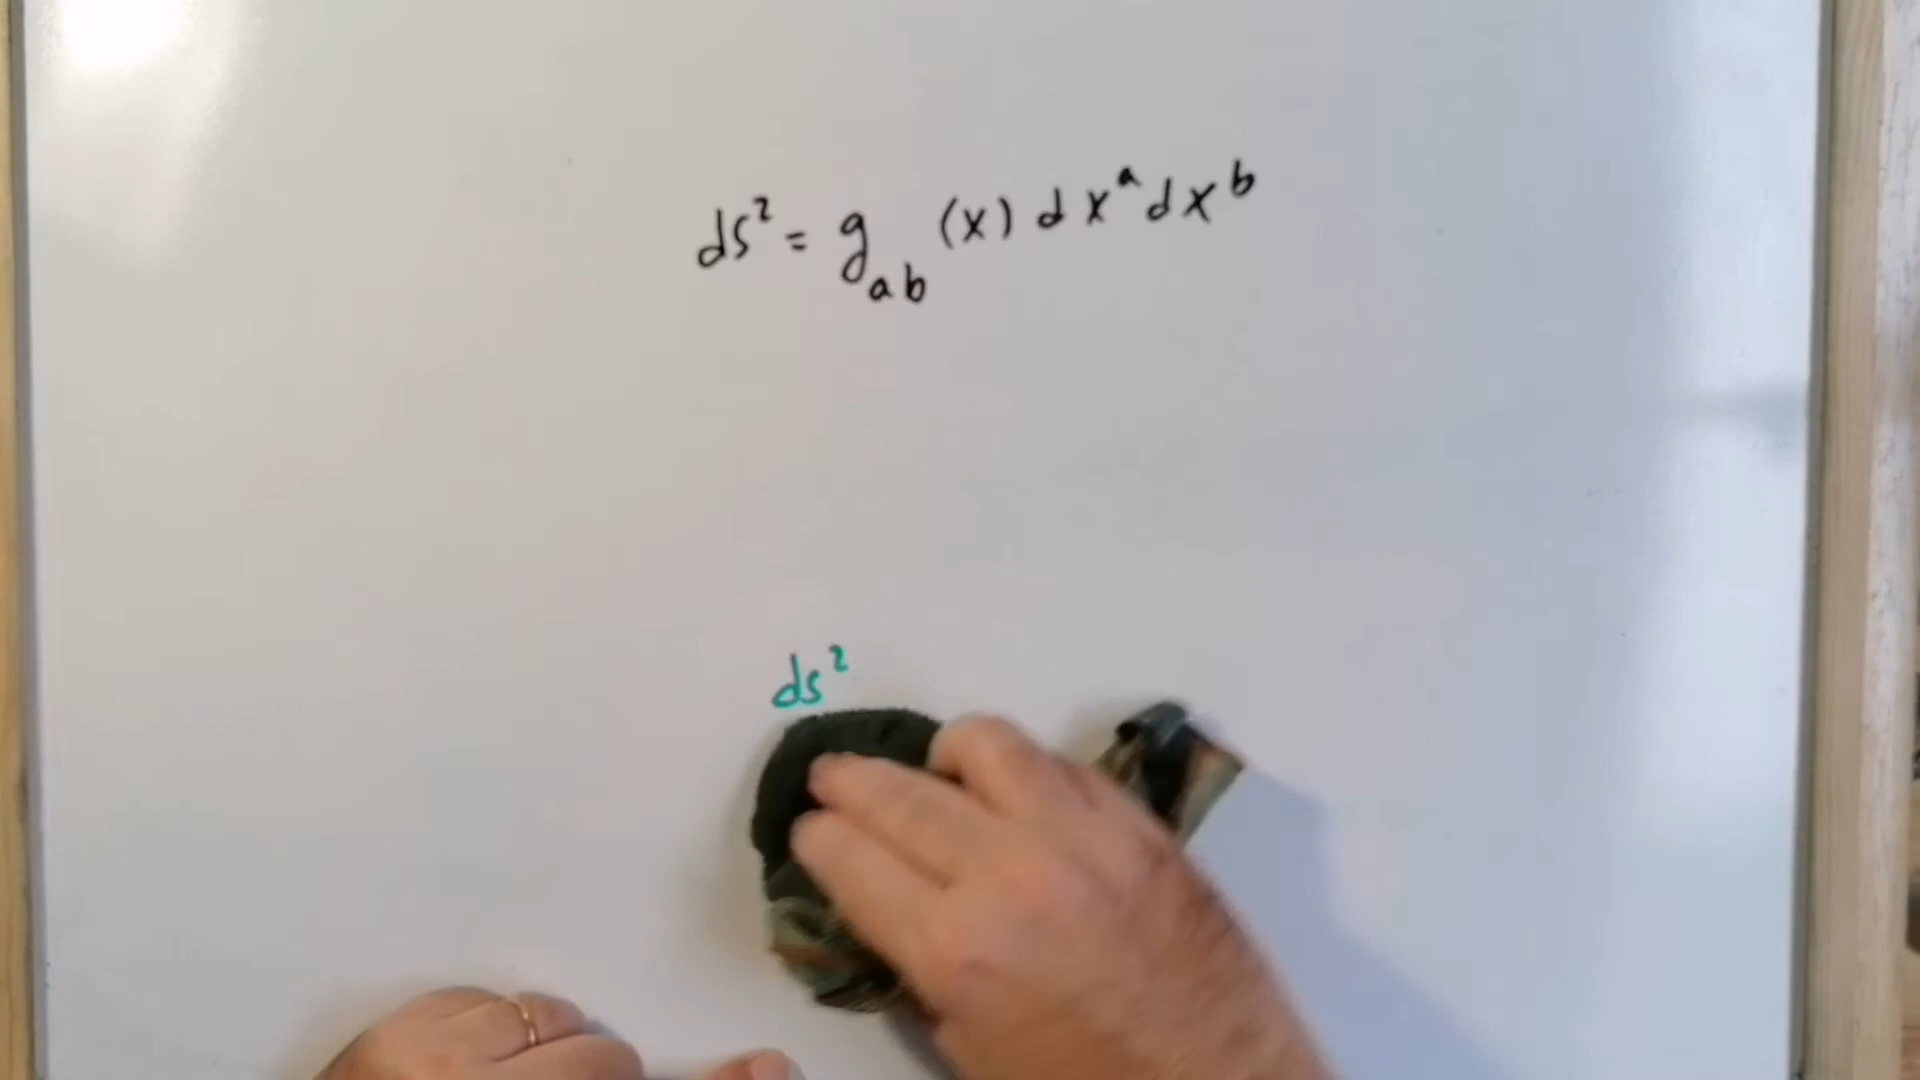 ds² = g_ab (x) dx^a dx^b
ds²